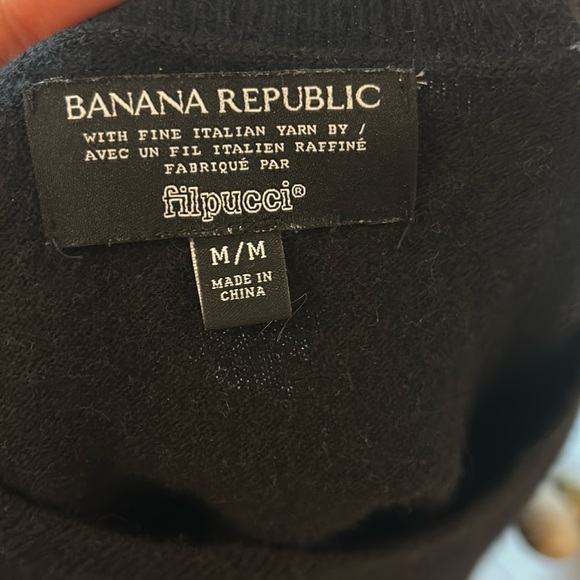 BANANA REPUBLIC
WITH FINE ITALIAN YARN BY /
AVEC UN FIL ITALIEN RAFFINÉ
FABRIQUÉ PAR
filpucci®
M/M
MADE IN
CHINA